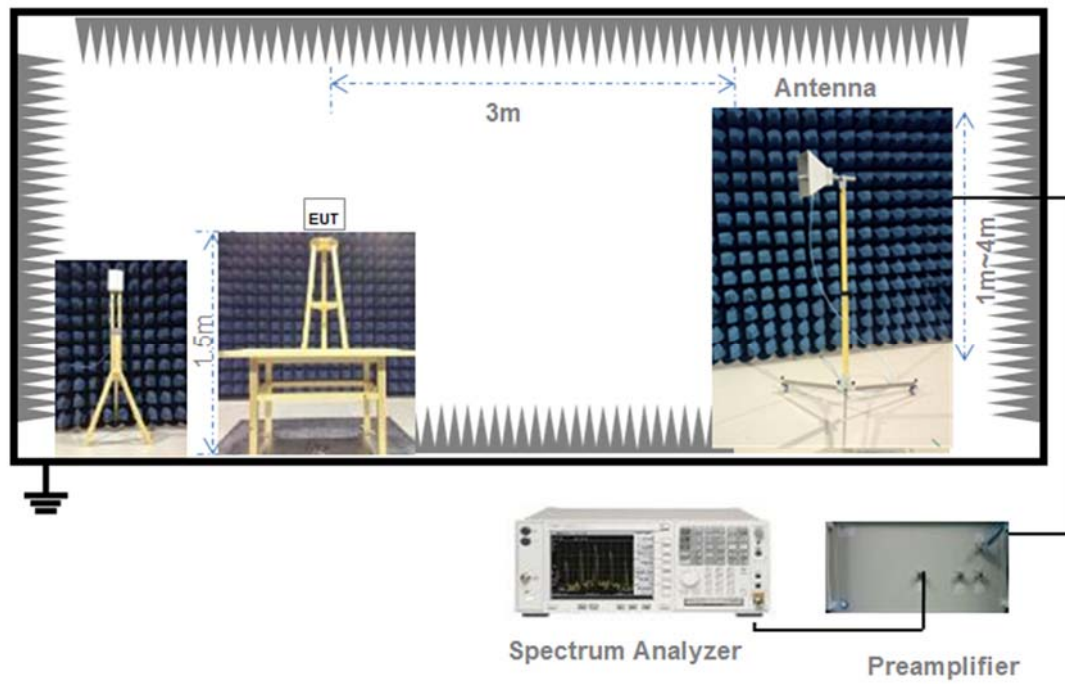 Antenna
3m
EUT
1m~4m
1.5m
Spectrum Analyzer
Preamplifier